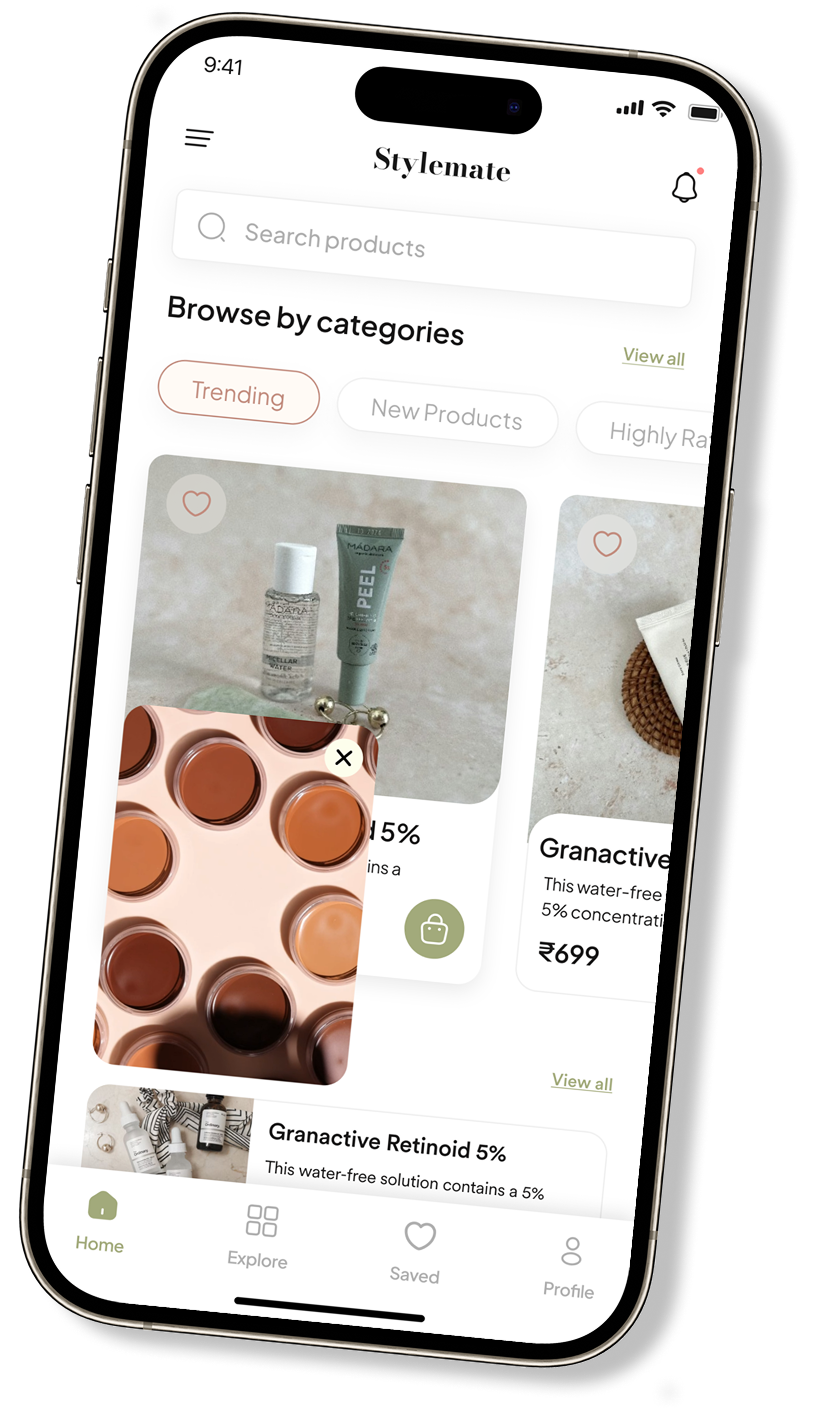 9:41
Stylemate
Search products
Browse by categories
View all
Trending
New Products
Highly Ra
MÁDARA
PEEL
MÁDARA
MICELLAR
WATER
5%
ins a
Granactive
This water-free
5% concentrati
₹699
View all
Granactive Retinoid 5%
This water-free solution contains a 5%
Home
Explore
Saved
Profile